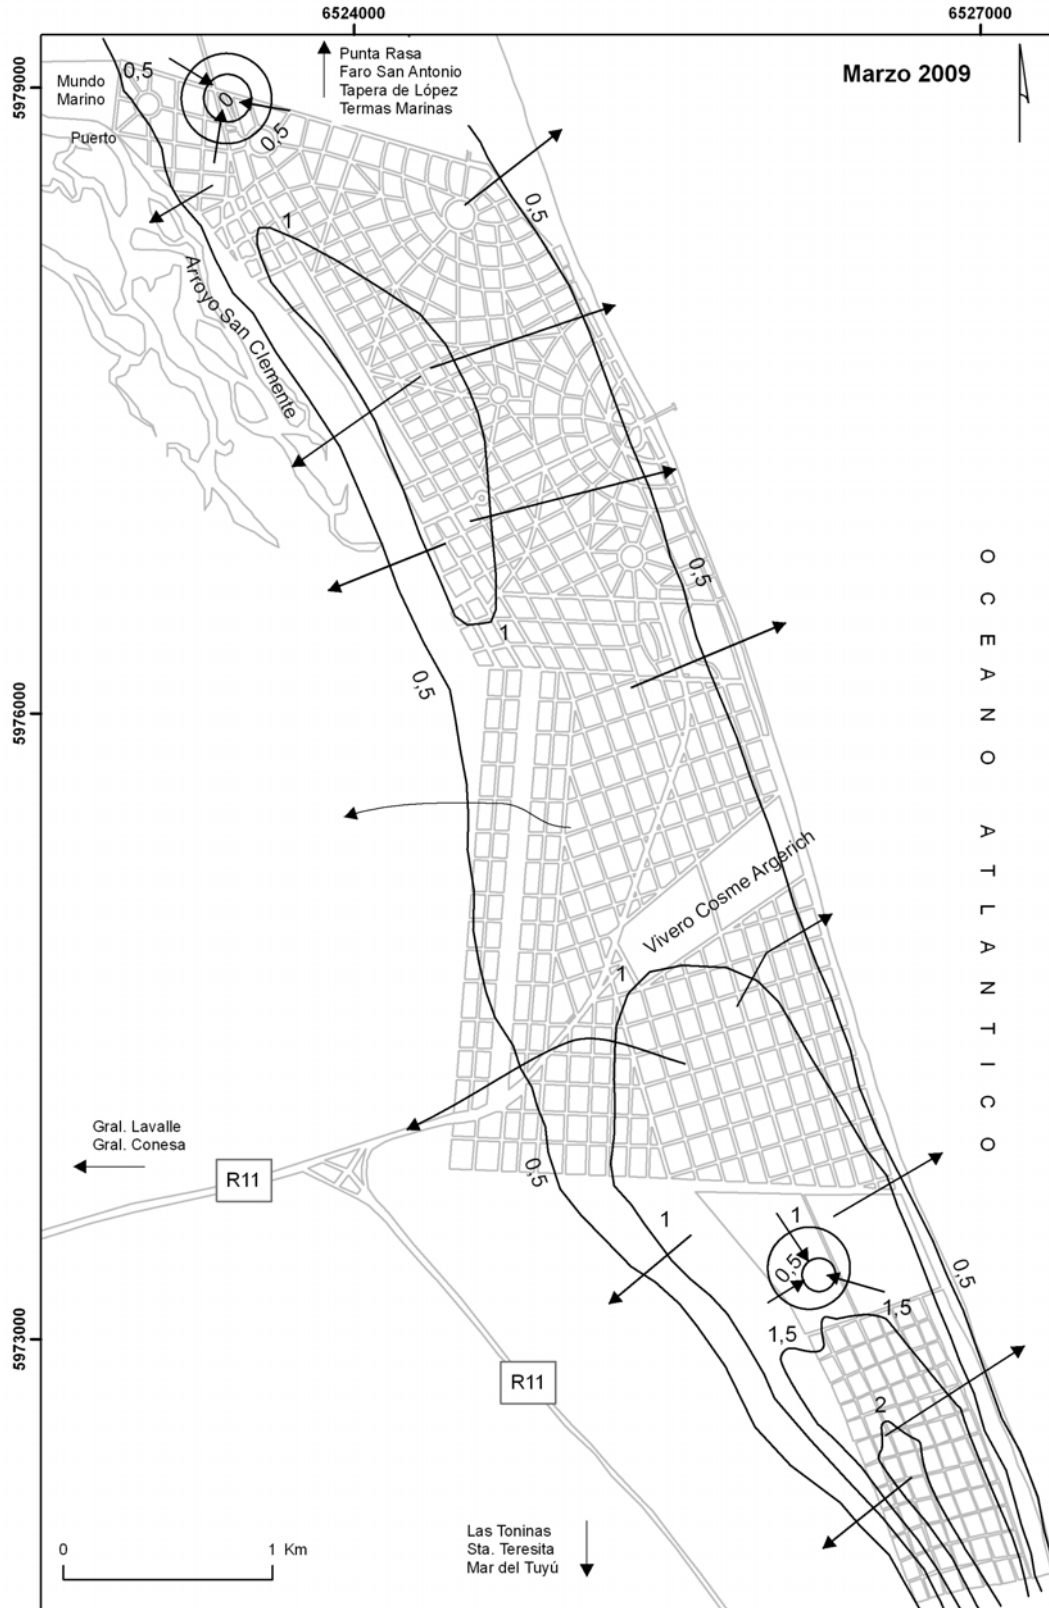 6524000
6527000
5979000
5976000
5973000
Marzo 2009
Punta Rasa
Faro San Antonio
Tapera de López
Termas Marinas
Mundo
Marino
Puerto
0,5
0
0,5
0,5
1
Arroyo San Clemente
0,5
1
0,5
OCEANO ATLANTICO
Vivero Cosme Argerich
1
Gral. Lavalle
Gral. Conesa
R11
0,5
1
1
0,5
0,5
1,5
1,5
R11
2
Las Toninas
Sta. Teresita
Mar del Tuyú
0 1 Km